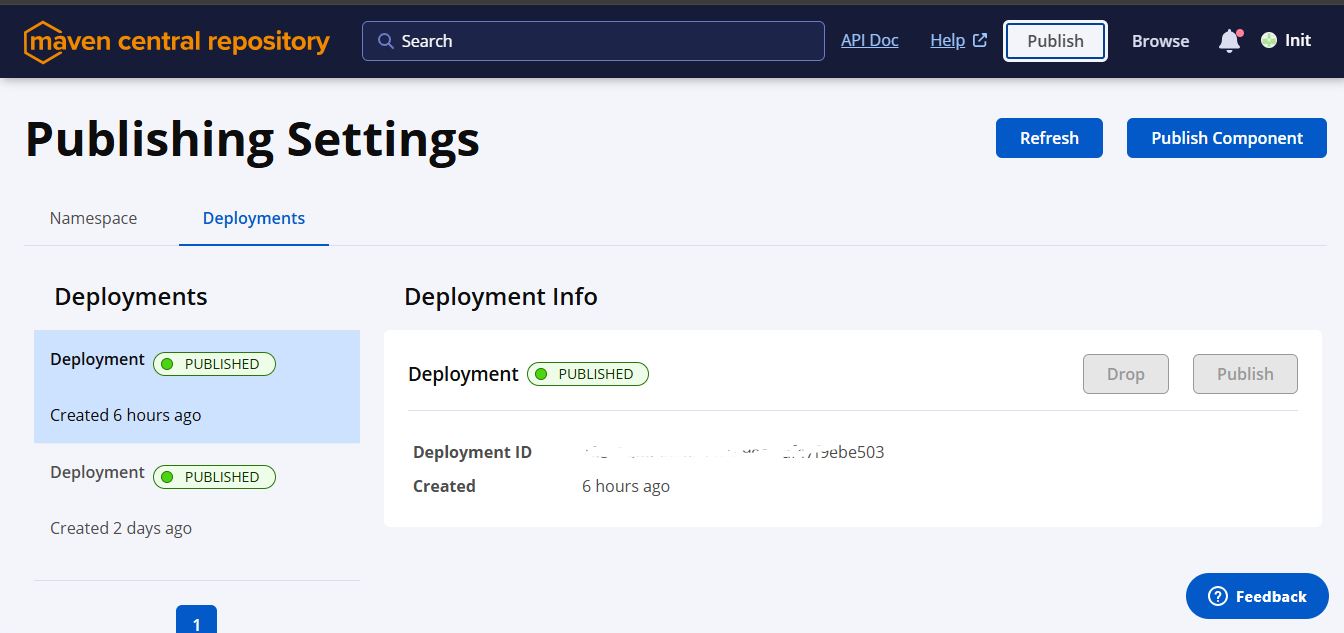 maven central repository Search API Doc Help Publish Browse Init
Publishing Settings Refresh Publish Component
Namespace Deployments
Deployments
Deployment PUBLISHED
Created 6 hours ago
Deployment PUBLISHED
Created 2 days ago
1
Deployment Info
Deployment PUBLISHED Drop Publish
Deployment ID 9ebe503
Created 6 hours ago
Feedback